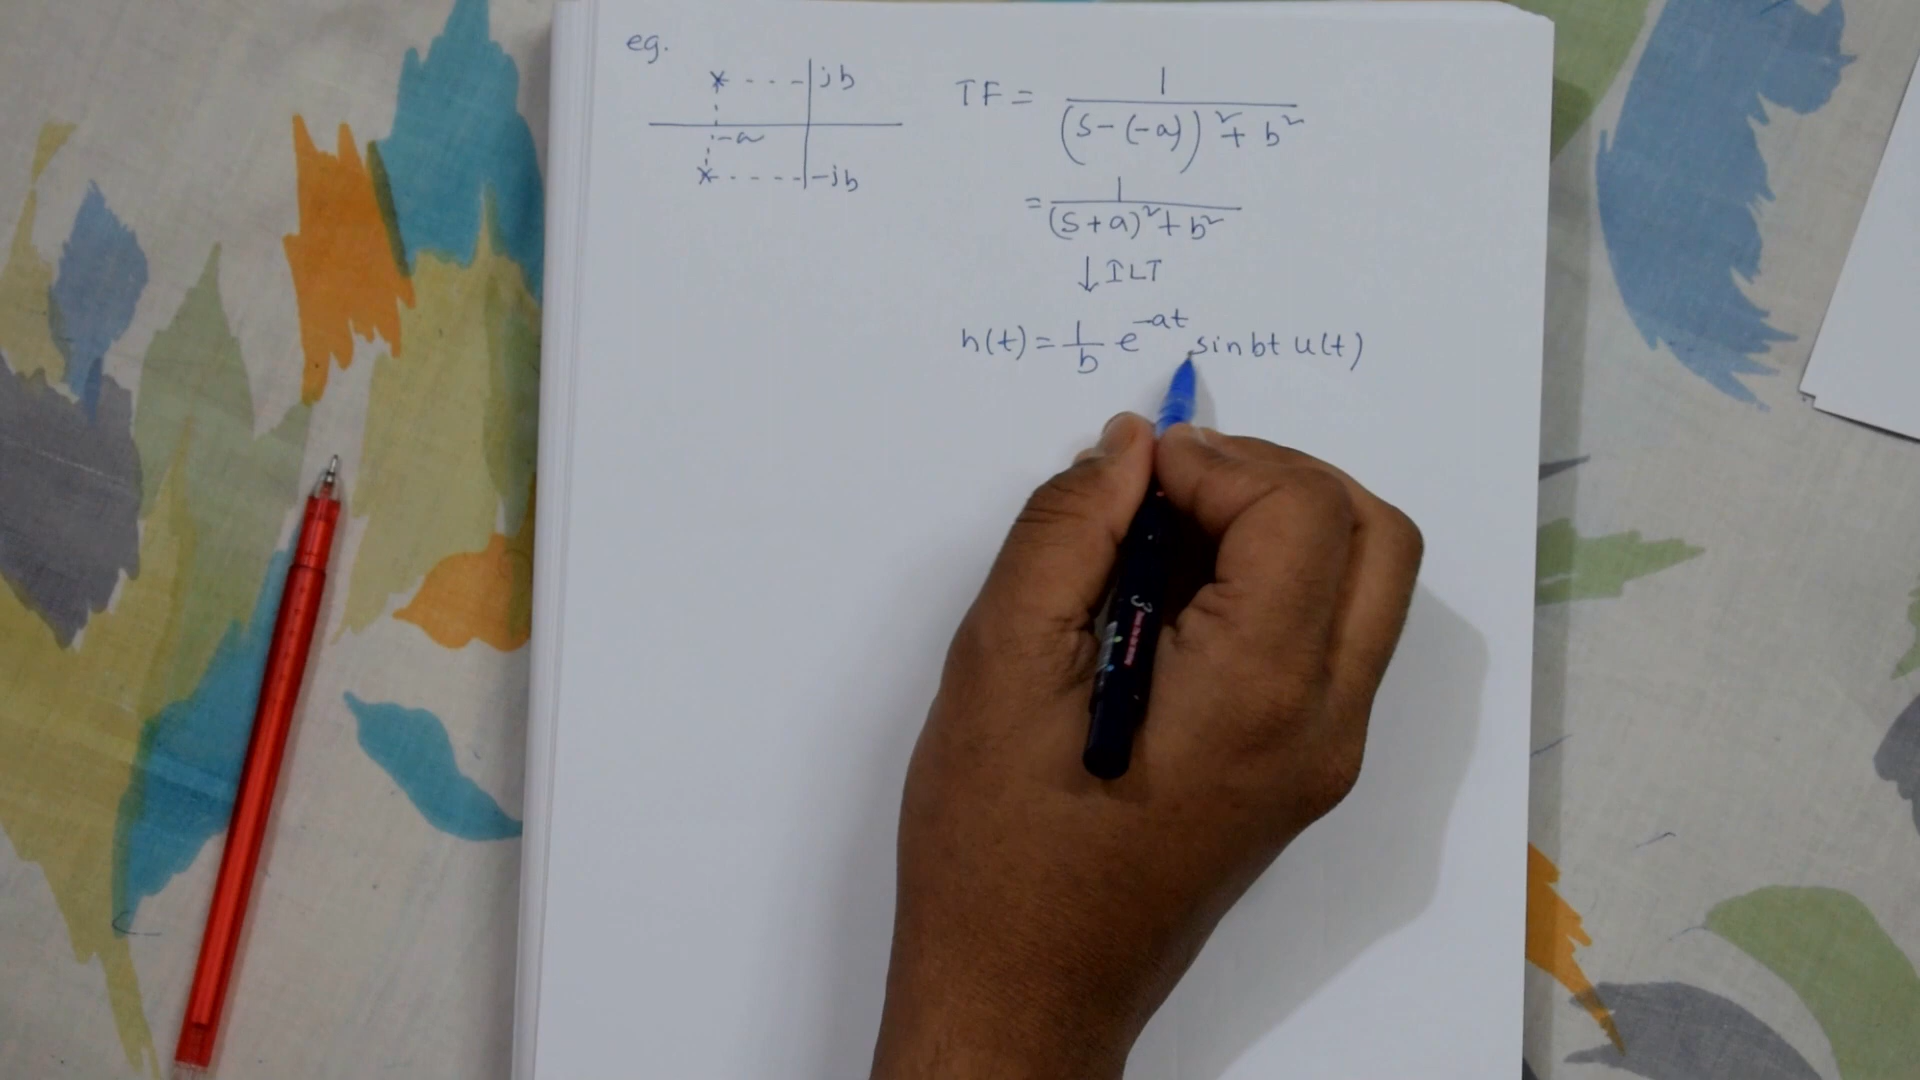 eg.
jb
-a
-jb
TF = 1 / (s-(-a))² + b²
= 1 / (s+a)² + b²
↓ ILT
h(t) = 1/b e^-at sin bt u(t)